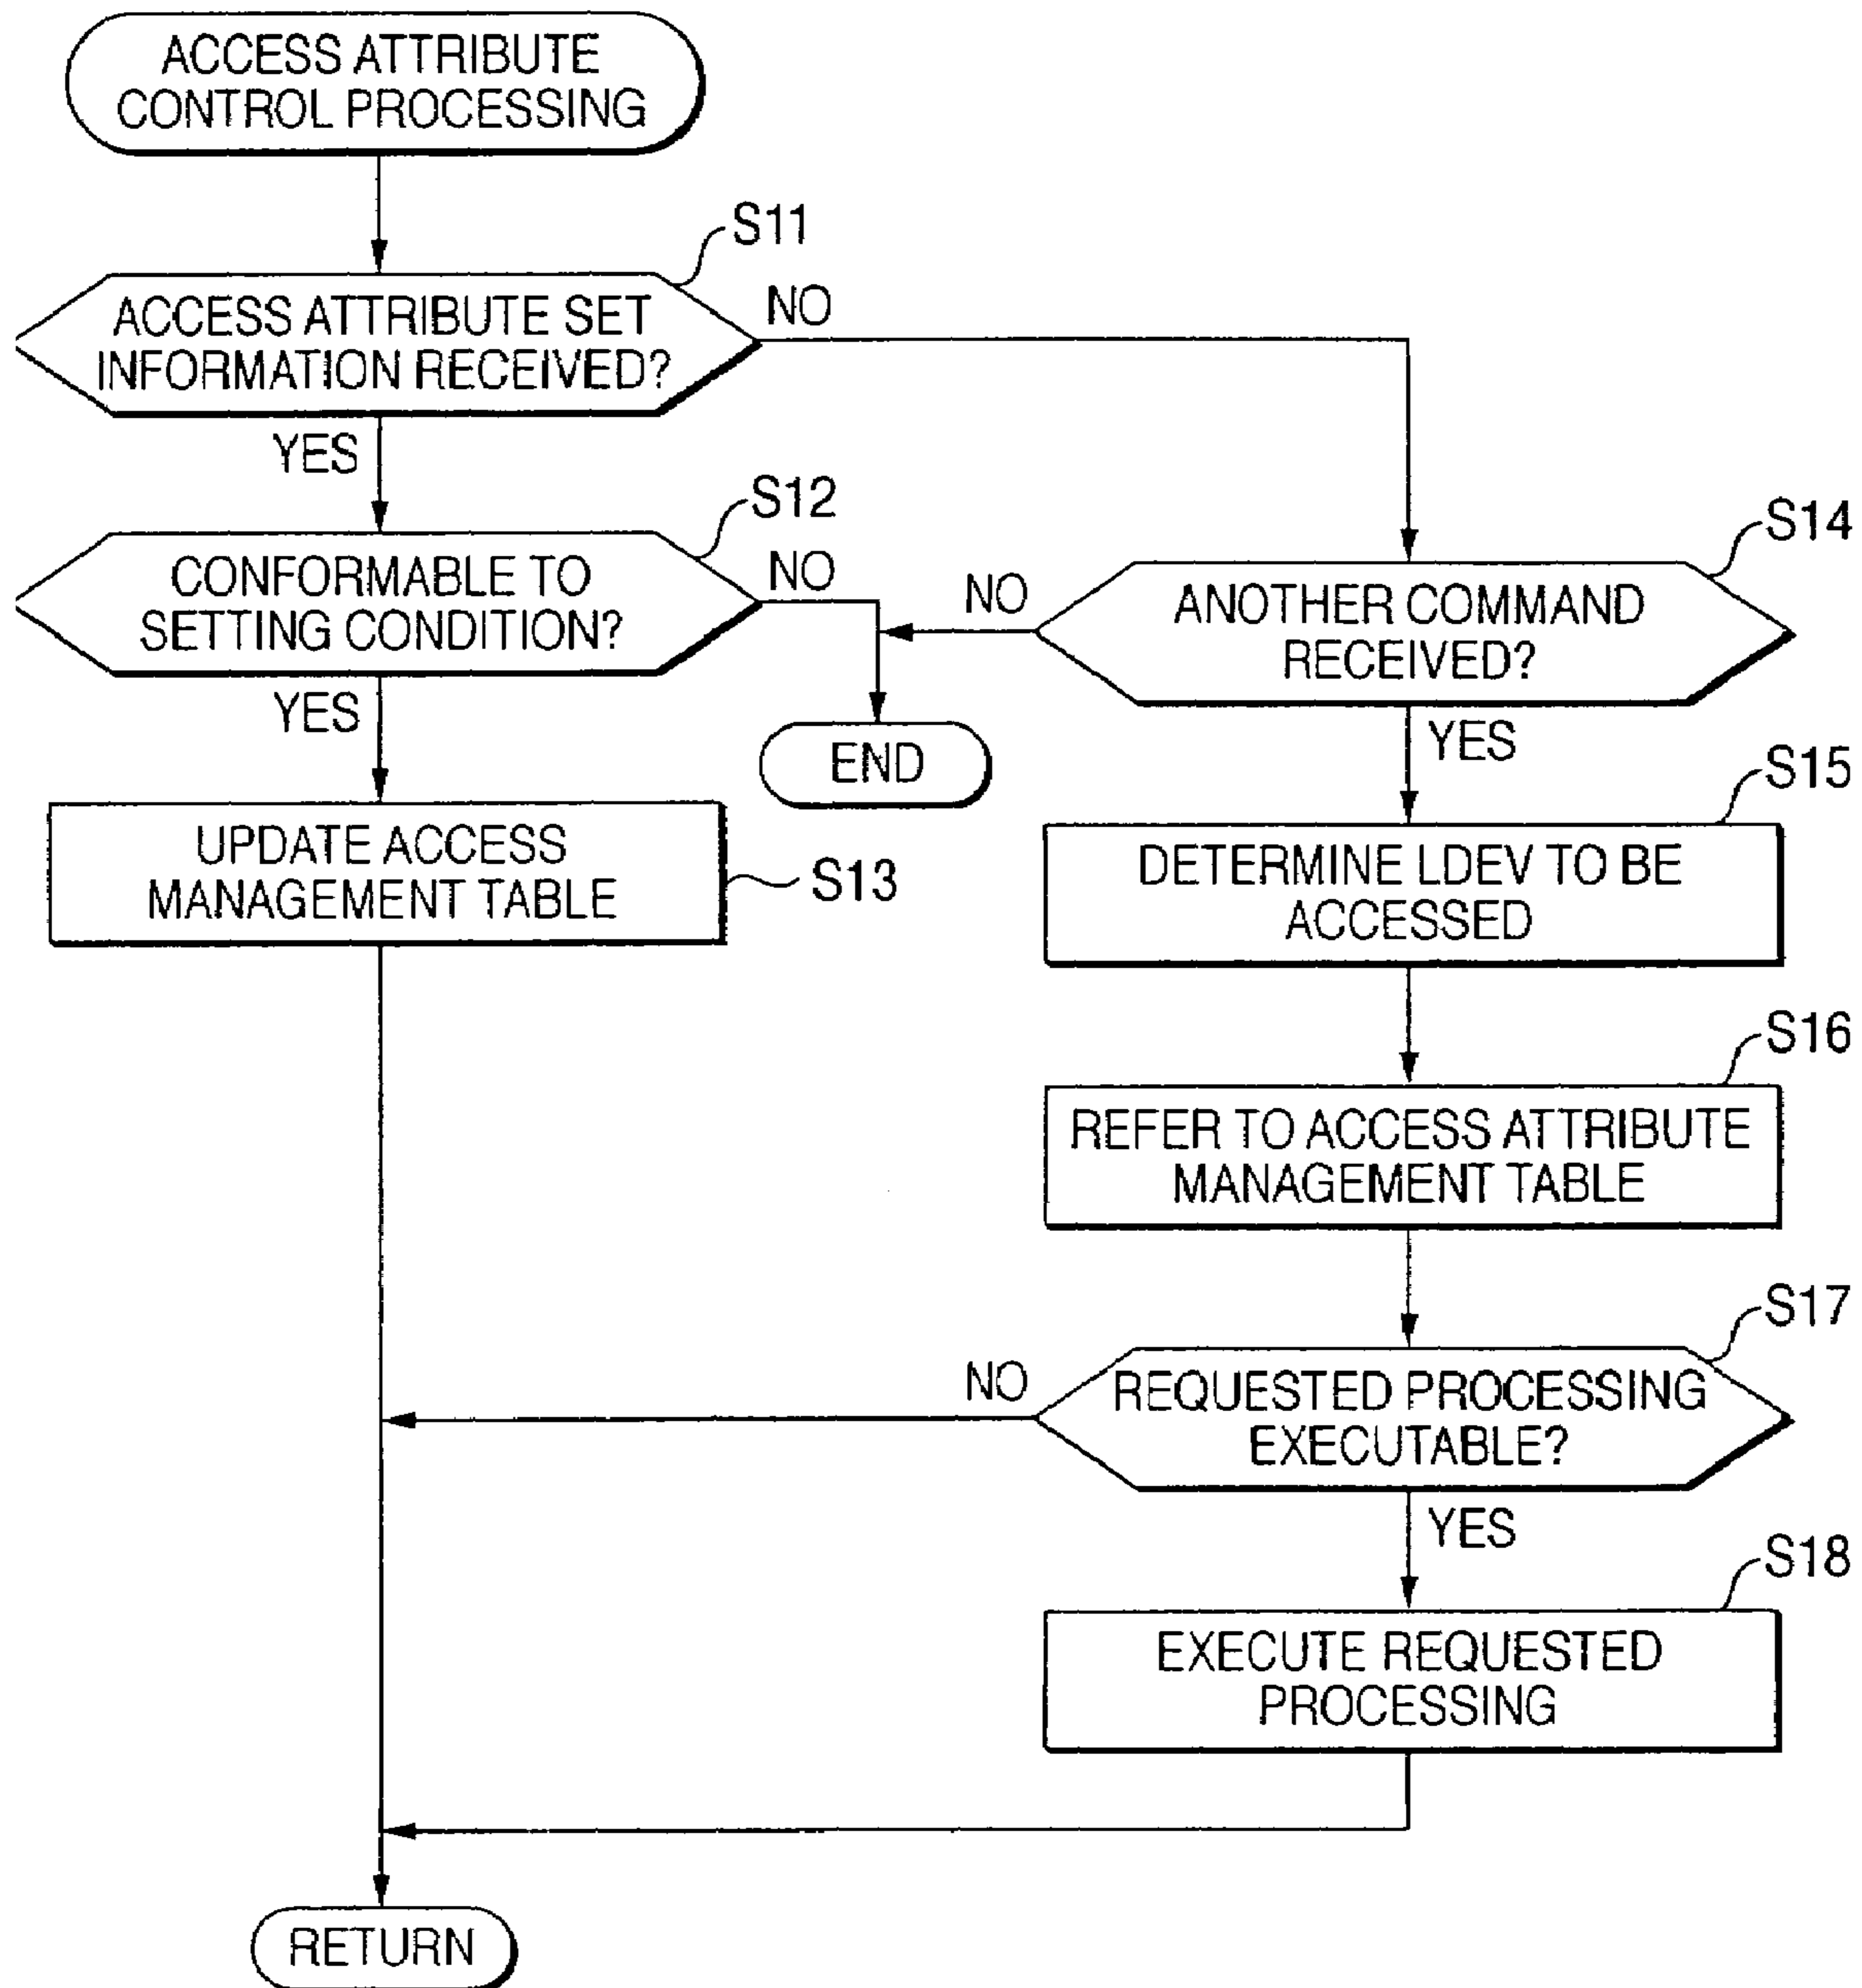 ACCESS ATTRIBUTE
CONTROL PROCESSING
S11
ACCESS ATTRIBUTE SET
INFORMATION RECEIVED?
NO
YES
S12
CONFORMABLE TO
SETTING CONDITION?
NO
YES
END
UPDATE ACCESS
MANAGEMENT TABLE
S13
S14
NO
ANOTHER COMMAND
RECEIVED?
YES
S15
DETERMINE LDEV TO BE
ACCESSED
S16
REFER TO ACCESS ATTRIBUTE
MANAGEMENT TABLE
S17
NO
REQUESTED PROCESSING
EXECUTABLE?
YES
S18
EXECUTE REQUESTED
PROCESSING
RETURN